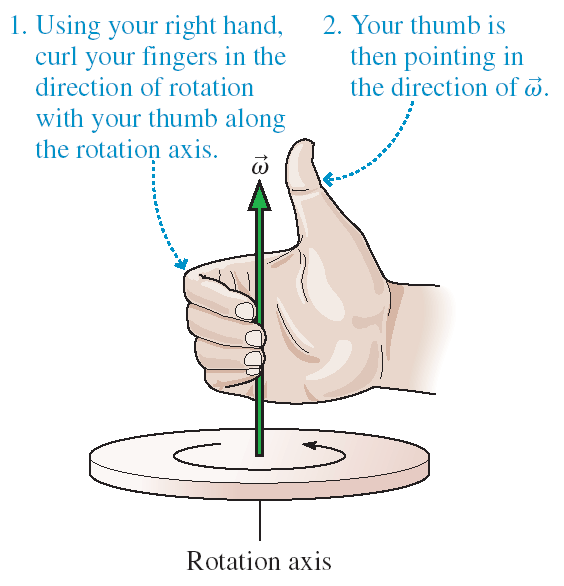 1. Using your right hand,
curl your fingers in the
direction of rotation
with your thumb along
the rotation axis.
2. Your thumb is
then pointing in
the direction of ω⃗.
ω⃗
Rotation axis